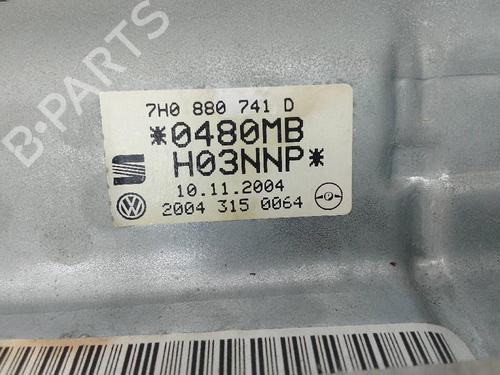 B-PARTS
7H0 880 741 D
*0480MB
H03NNP*
10.11.2004
2004 315 0064